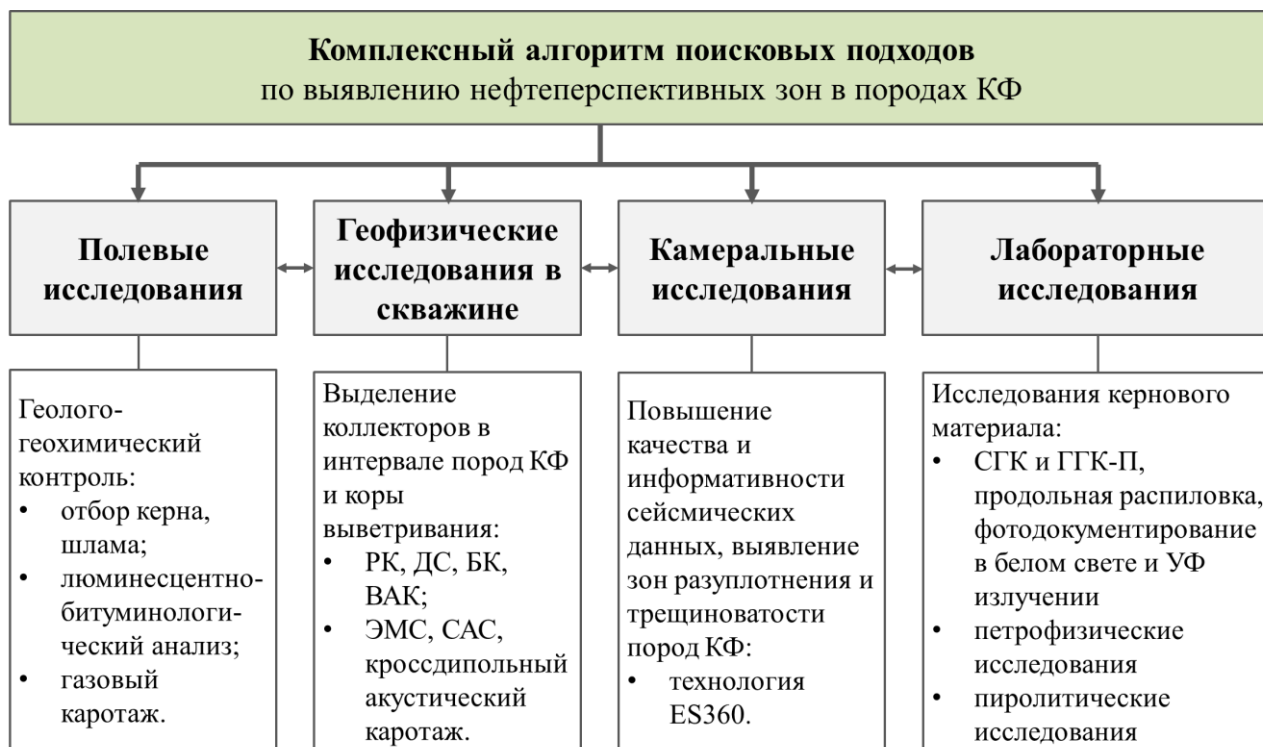 Комплексный алгоритм поисковых подходов
по выявлению нефтеперспективных зон в породах КФ
Полевые
исследования
Геофизические
исследования в
скважине
Камеральные
исследования
Лабораторные
исследования
Геолого-
геохимический
контроль:
• отбор керна,
шлама;
• люминесцентно-
битуминологи-
ческий анализ;
• газовый
каротаж.
Выделение
коллекторов в
интервале пород КФ
и коры
выветривания:
• РК, ДС, БК,
ВАК;
• ЭМС, САС,
кроссдипольный
акустический
каротаж.
Повышение
качества и
информативности
сейсмических
данных, выявление
зон разуплотнения и
трещиноватости
пород КФ:
• технология
ES360.
Исследования кернового
материала:
• СГК и ГГК-П,
продольная распиловка,
фотодокументирование
в белом свете и УФ
излучении
• петрофизические
исследования
• пиролитические
исследования